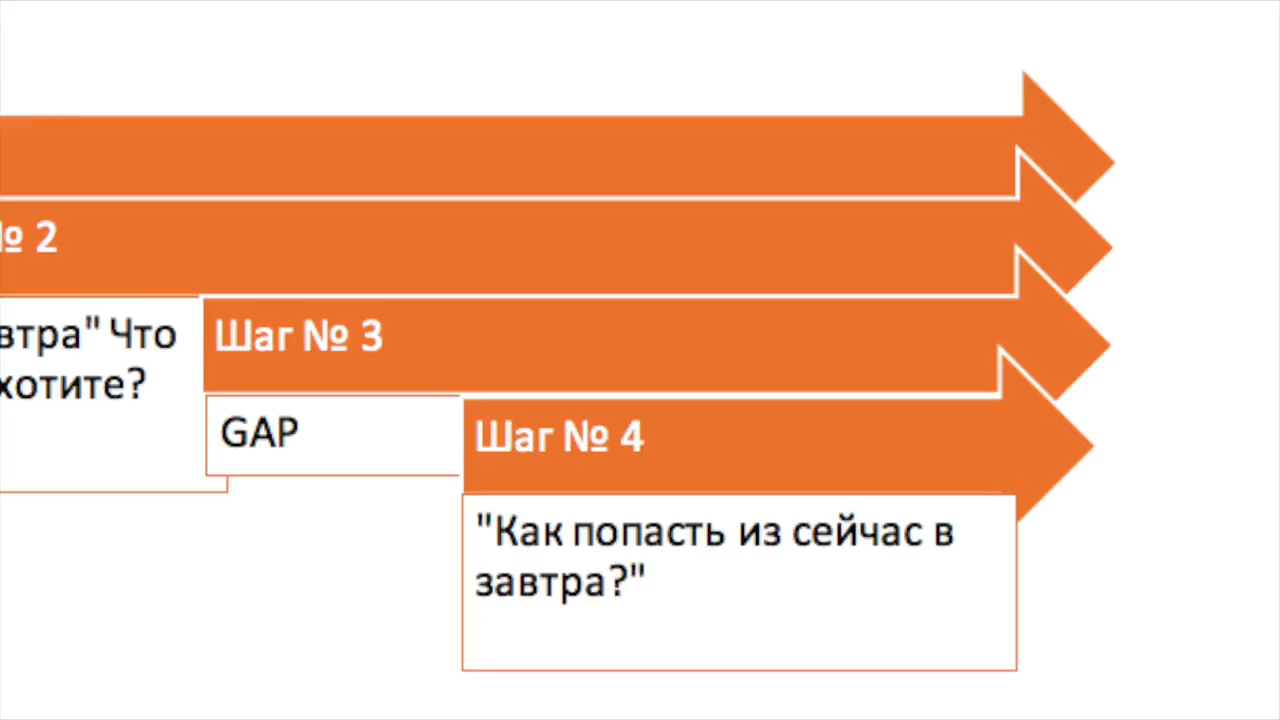 № 2
втра" Что
хотите?
Шаг № 3
GAP
Шаг № 4
"Как попасть из сейчас в
завтра?"